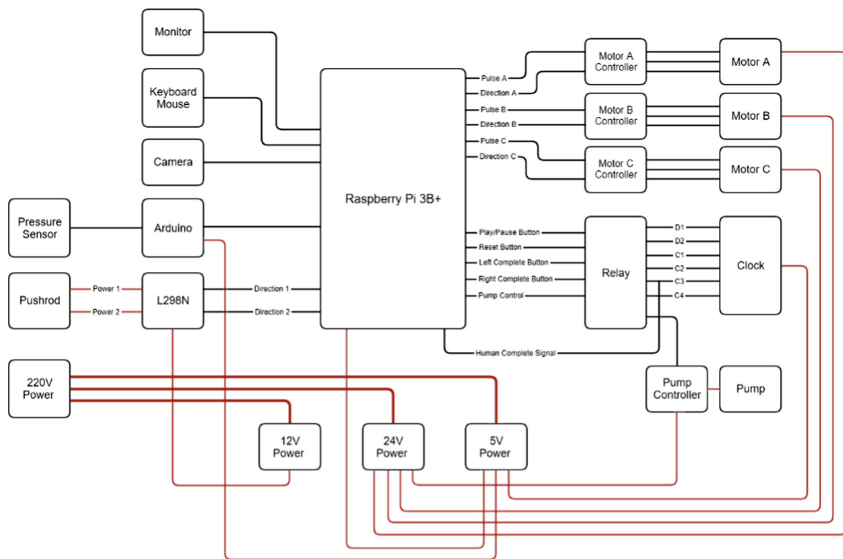 Monitor
Keyboard
Mouse
Camera
Pressure
Sensor
Arduino
Pushrod
Power 1
Power 2
L298N
Direction 1
Direction 2
Raspberry Pi 3B+
Pulse A
Direction A
Pulse B
Direction B
Pulse C
Direction C
Motor A
Controller
Motor A
Motor B
Controller
Motor B
Motor C
Controller
Motor C
Play/Pause Button
Reset Button
Left Complete Button
Right Complete Button
Pump Control
Relay
D1
D2
C1
C2
C3
C4
Clock
Human Complete Signal
220V
Power
12V
Power
24V
Power
5V
Power
Pump
Controller
Pump